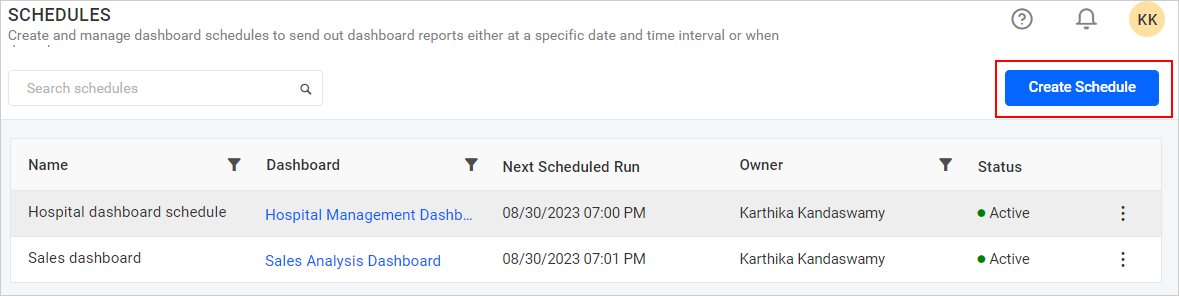 SCHEDULES
Create and manage dashboard schedules to send out dashboard reports either at a specific date and time interval or when
KK
Search schedules
Create Schedule
Name Dashboard Next Scheduled Run Owner Status
Hospital dashboard schedule Hospital Management Dashb... 08/30/2023 07:00 PM Karthika Kandaswamy Active
Sales dashboard Sales Analysis Dashboard 08/30/2023 07:01 PM Karthika Kandaswamy Active